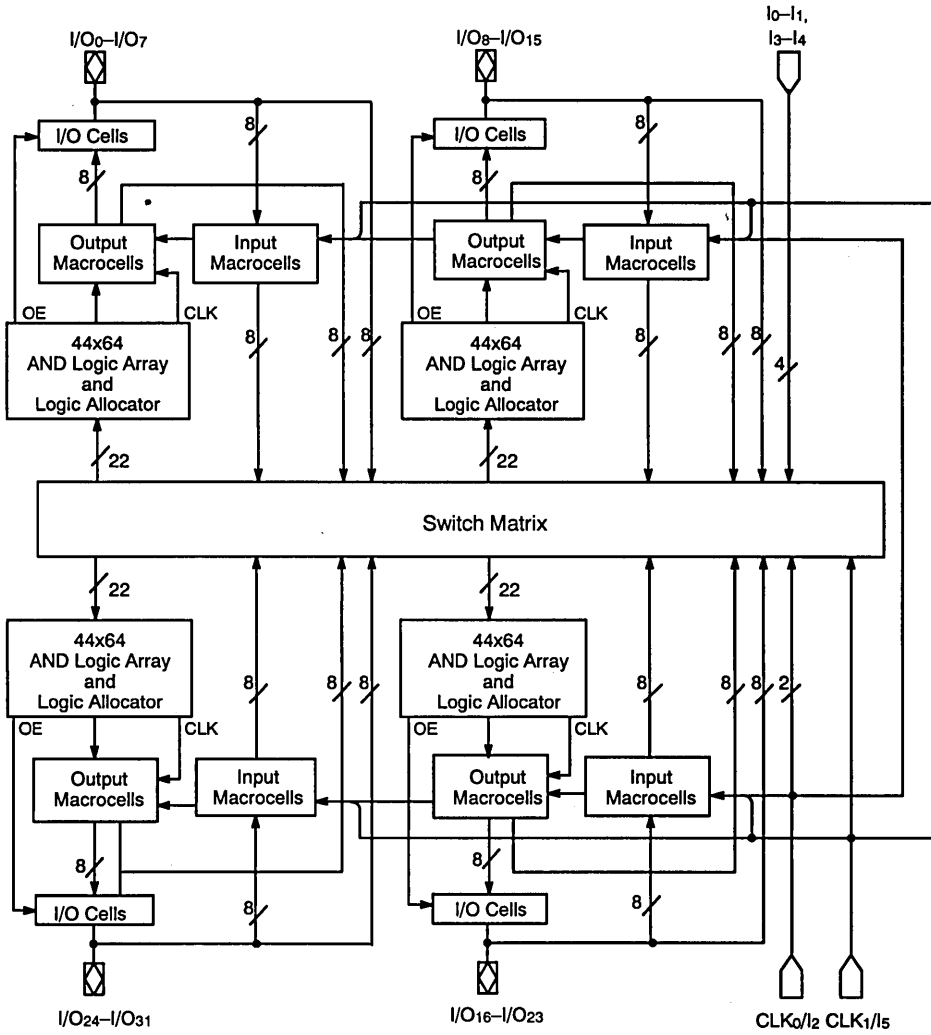 I/O0–I/O7
I/O8–I/O15
I0–I1,
I3–I4
I/O Cells
8
8
I/O Cells
8
8
Output
Macrocells
Input
Macrocells
Output
Macrocells
Input
Macrocells
OE
CLK
OE
CLK
44x64
AND Logic Array
and
Logic Allocator
8
8
8
44x64
AND Logic Array
and
Logic Allocator
8
8
8
4
22
22
Switch Matrix
22
22
44x64
AND Logic Array
and
Logic Allocator
8
8
8
44x64
AND Logic Array
and
Logic Allocator
8
8
8
2
OE
CLK
OE
CLK
Output
Macrocells
Input
Macrocells
Output
Macrocells
Input
Macrocells
8
8
8
8
I/O Cells
I/O Cells
I/O24–I/O31
I/O16–I/O23
CLK0/I2
CLK1/I5